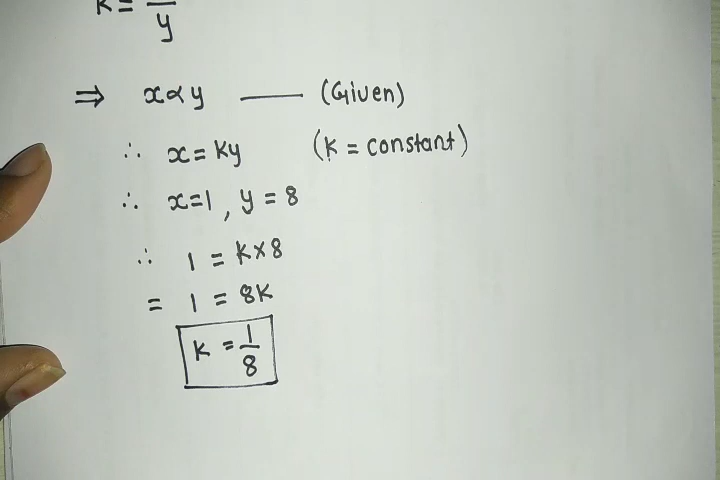 K = — y
⇒ x ∝ y —— (Given)
∴ x = Ky (K = constant)
∴ x = 1 , y = 8
∴ 1 = K × 8
= 1 = 8K
K = 1/8